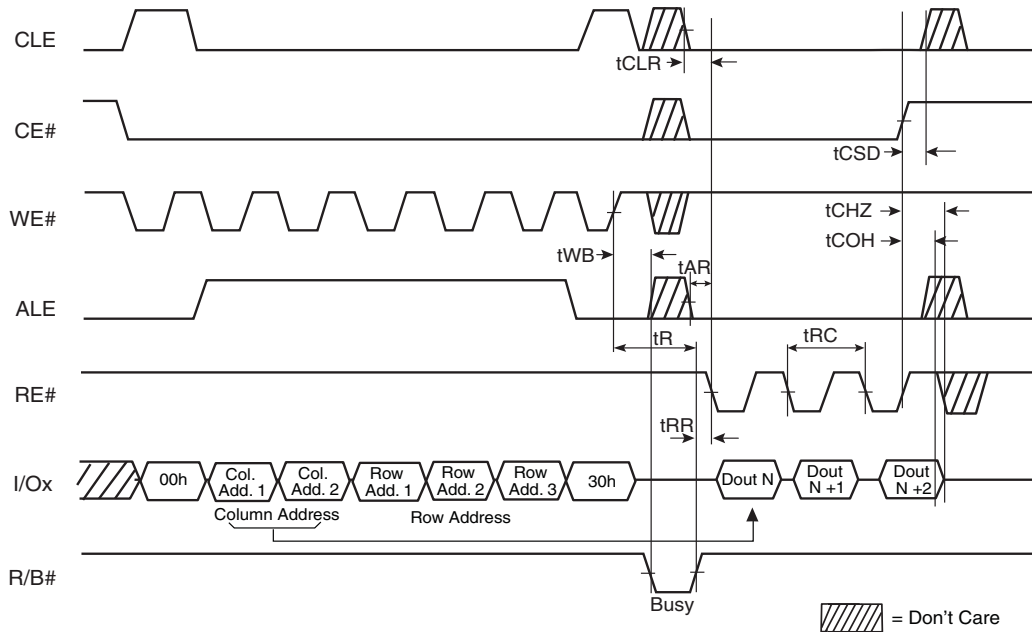 CLE
tCLR
CE#
tCSD
WE#
tCHZ
tCOH
tWB
tAR
ALE
tR
tRC
RE#
tRR
I/Ox
00h
Col. Add. 1
Col. Add. 2
Row Add. 1
Row Add. 2
Row Add. 3
30h
Dout N
Dout N +1
Dout N +2
Column Address
Row Address
R/B#
Busy
= Don't Care